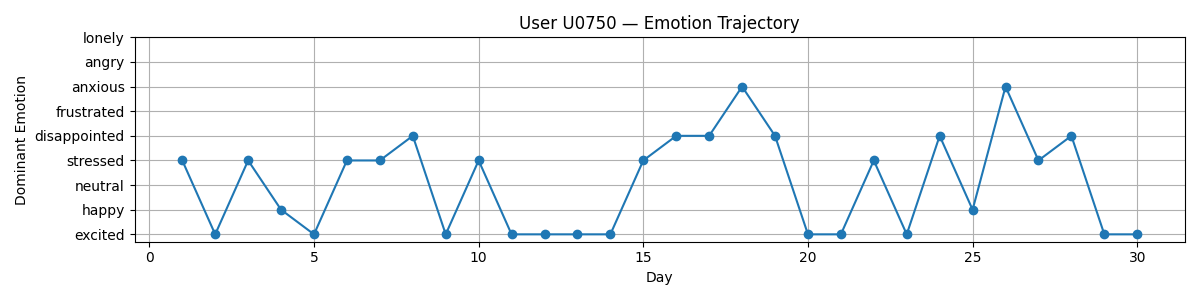 User U0750 — Emotion Trajectory
Dominant Emotion
lonely
angry
anxious
frustrated
disappointed
stressed
neutral
happy
excited
0 5 10 15 20 25 30
Day